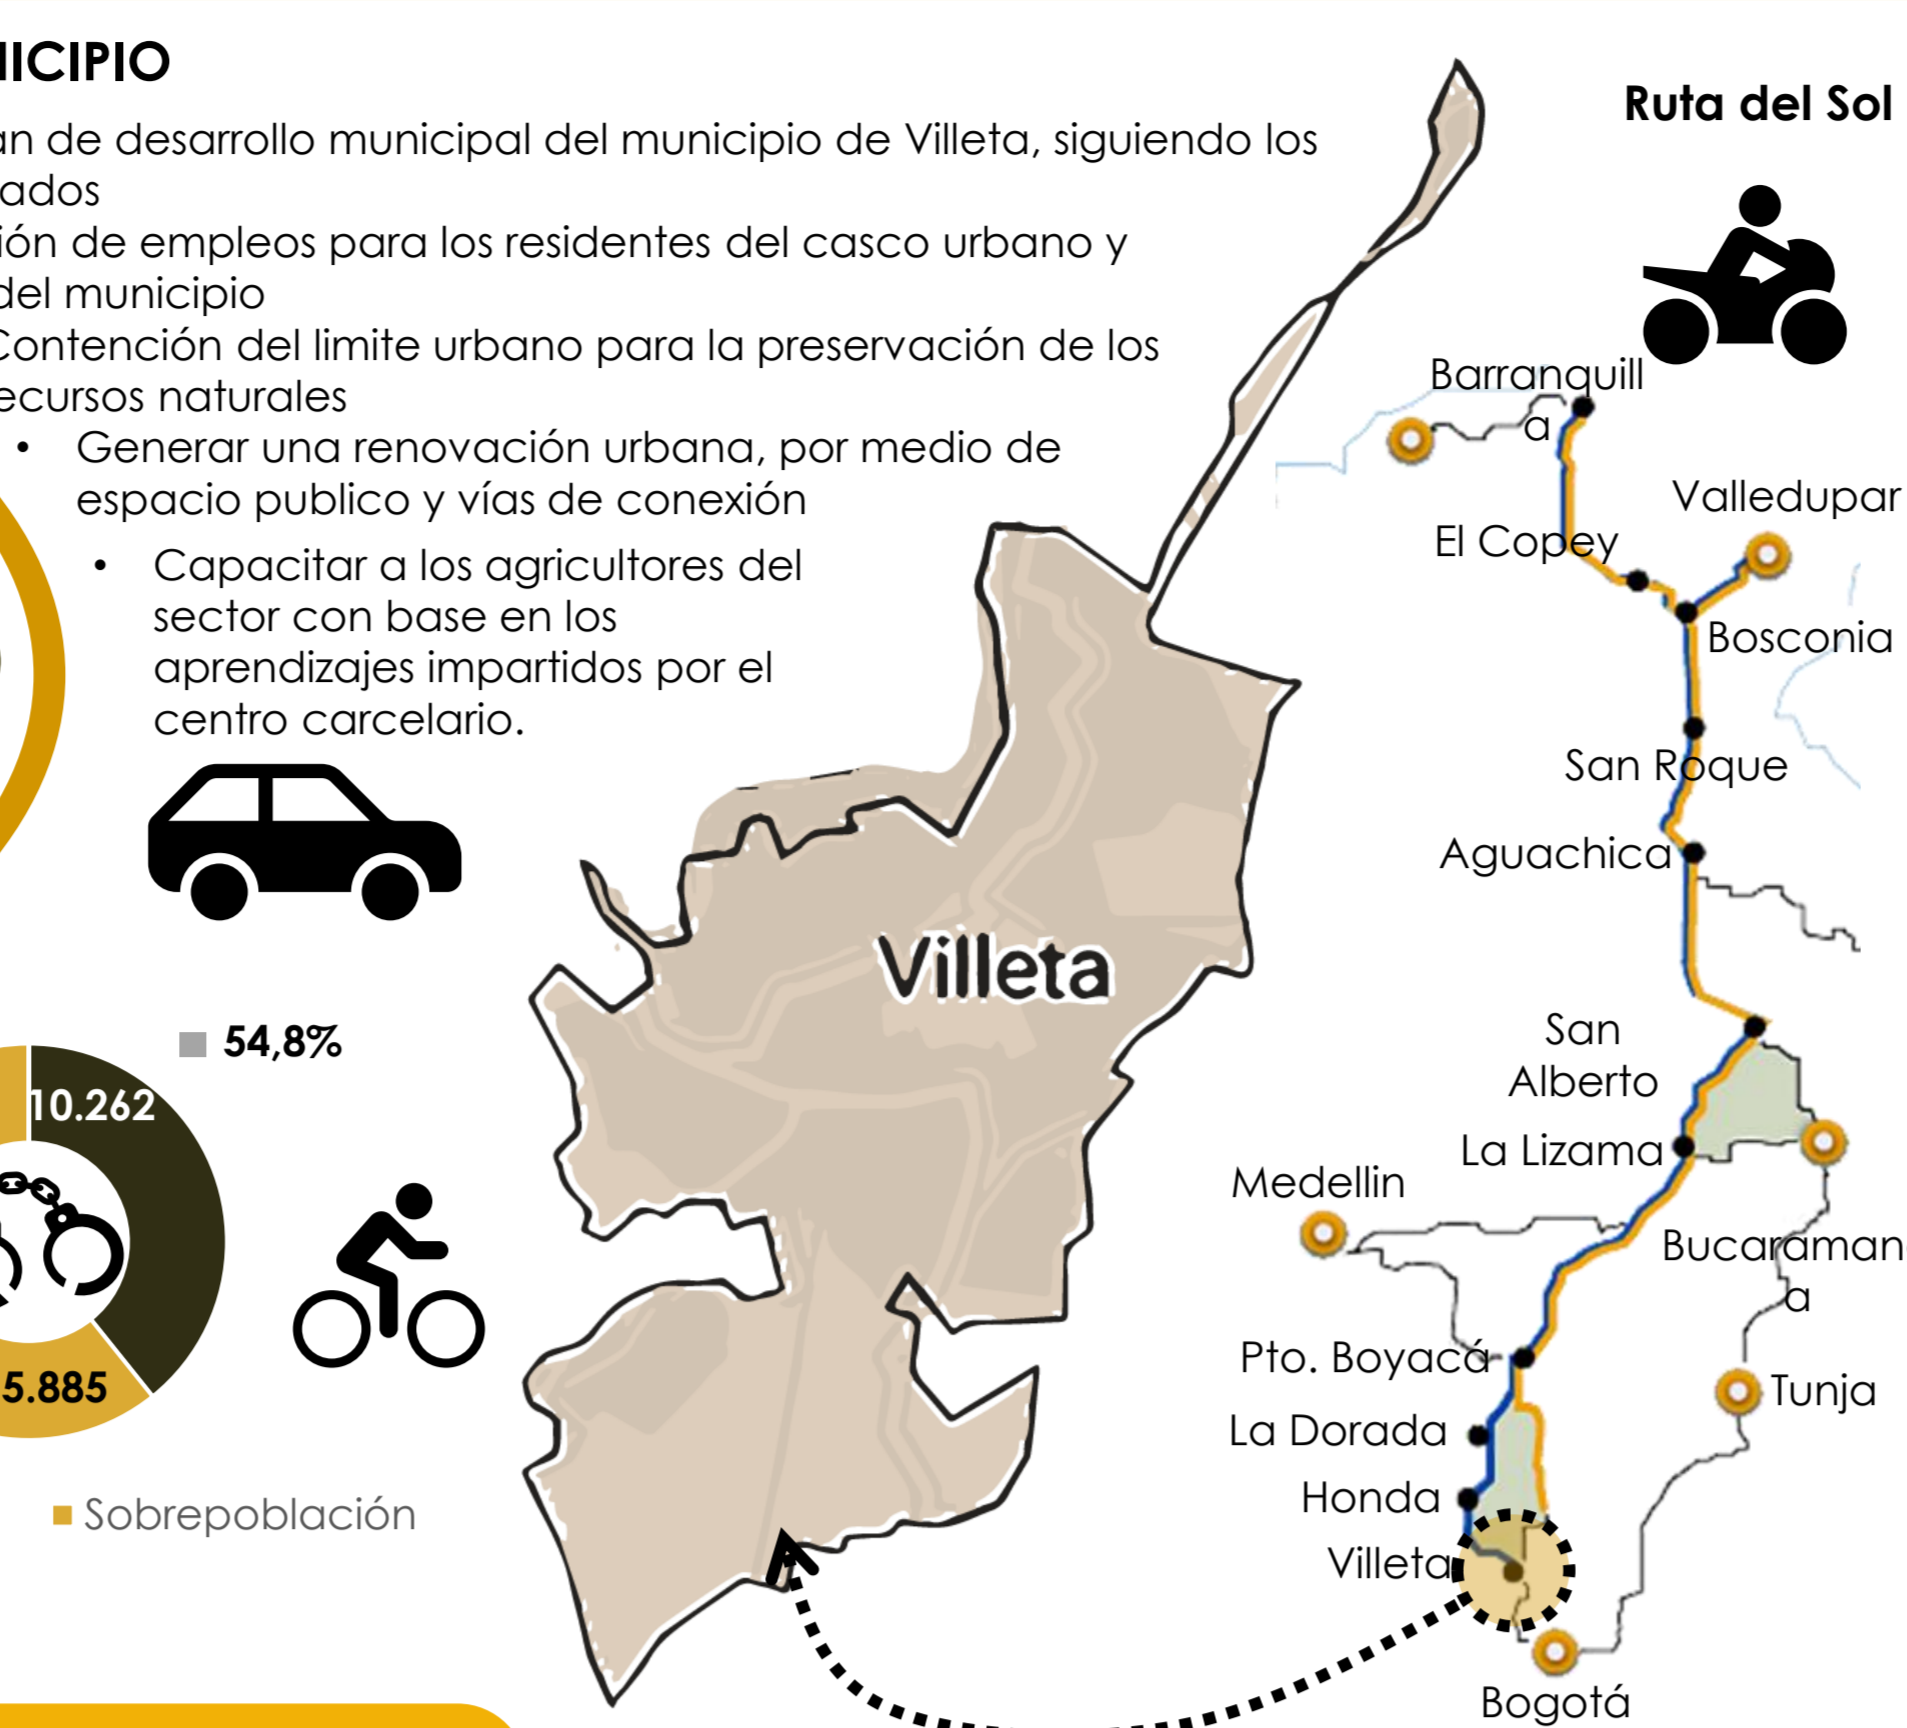 NICIPIO
an de desarrollo municipal del municipio de Villeta, siguiendo los
ados
ión de empleos para los residentes del casco urbano y
del municipio
Contención del limite urbano para la preservación de los
ecursos naturales
• Generar una renovación urbana, por medio de
espacio publico y vías de conexión
• Capacitar a los agricultores del
sector con base en los
aprendizajes impartidos por el
centro carcelario.
54,8%
10.262
5.885
Sobrepoblación
Villeta
Ruta del Sol
Barranquill
a
Valledupar
El Copey
Bosconia
San Roque
Aguachica
San
Alberto
La Lizama
Medellin
Bucaraman
a
Pto. Boyacá
Tunja
La Dorada
Honda
Villeta
Bogotá